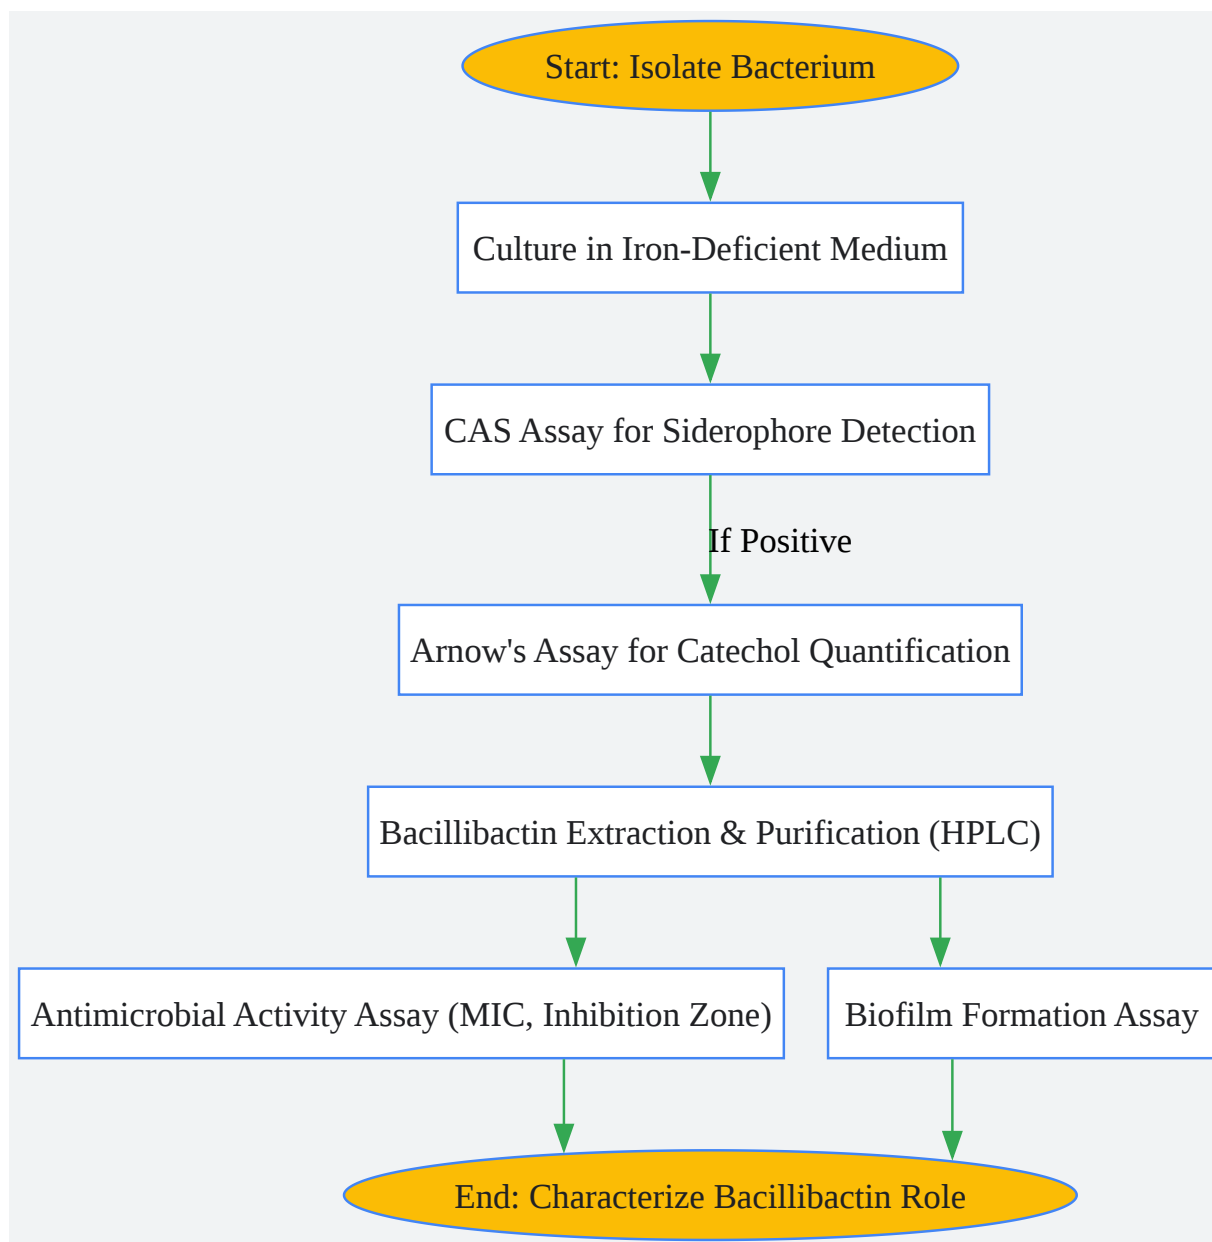 Start: Isolate Bacterium
Culture in Iron-Deficient Medium
CAS Assay for Siderophore Detection
If Positive
Arnow's Assay for Catechol Quantification
Bacillibactin Extraction & Purification (HPLC)
Antimicrobial Activity Assay (MIC, Inhibition Zone)
Biofilm Formation Assay
End: Characterize Bacillibactin Role